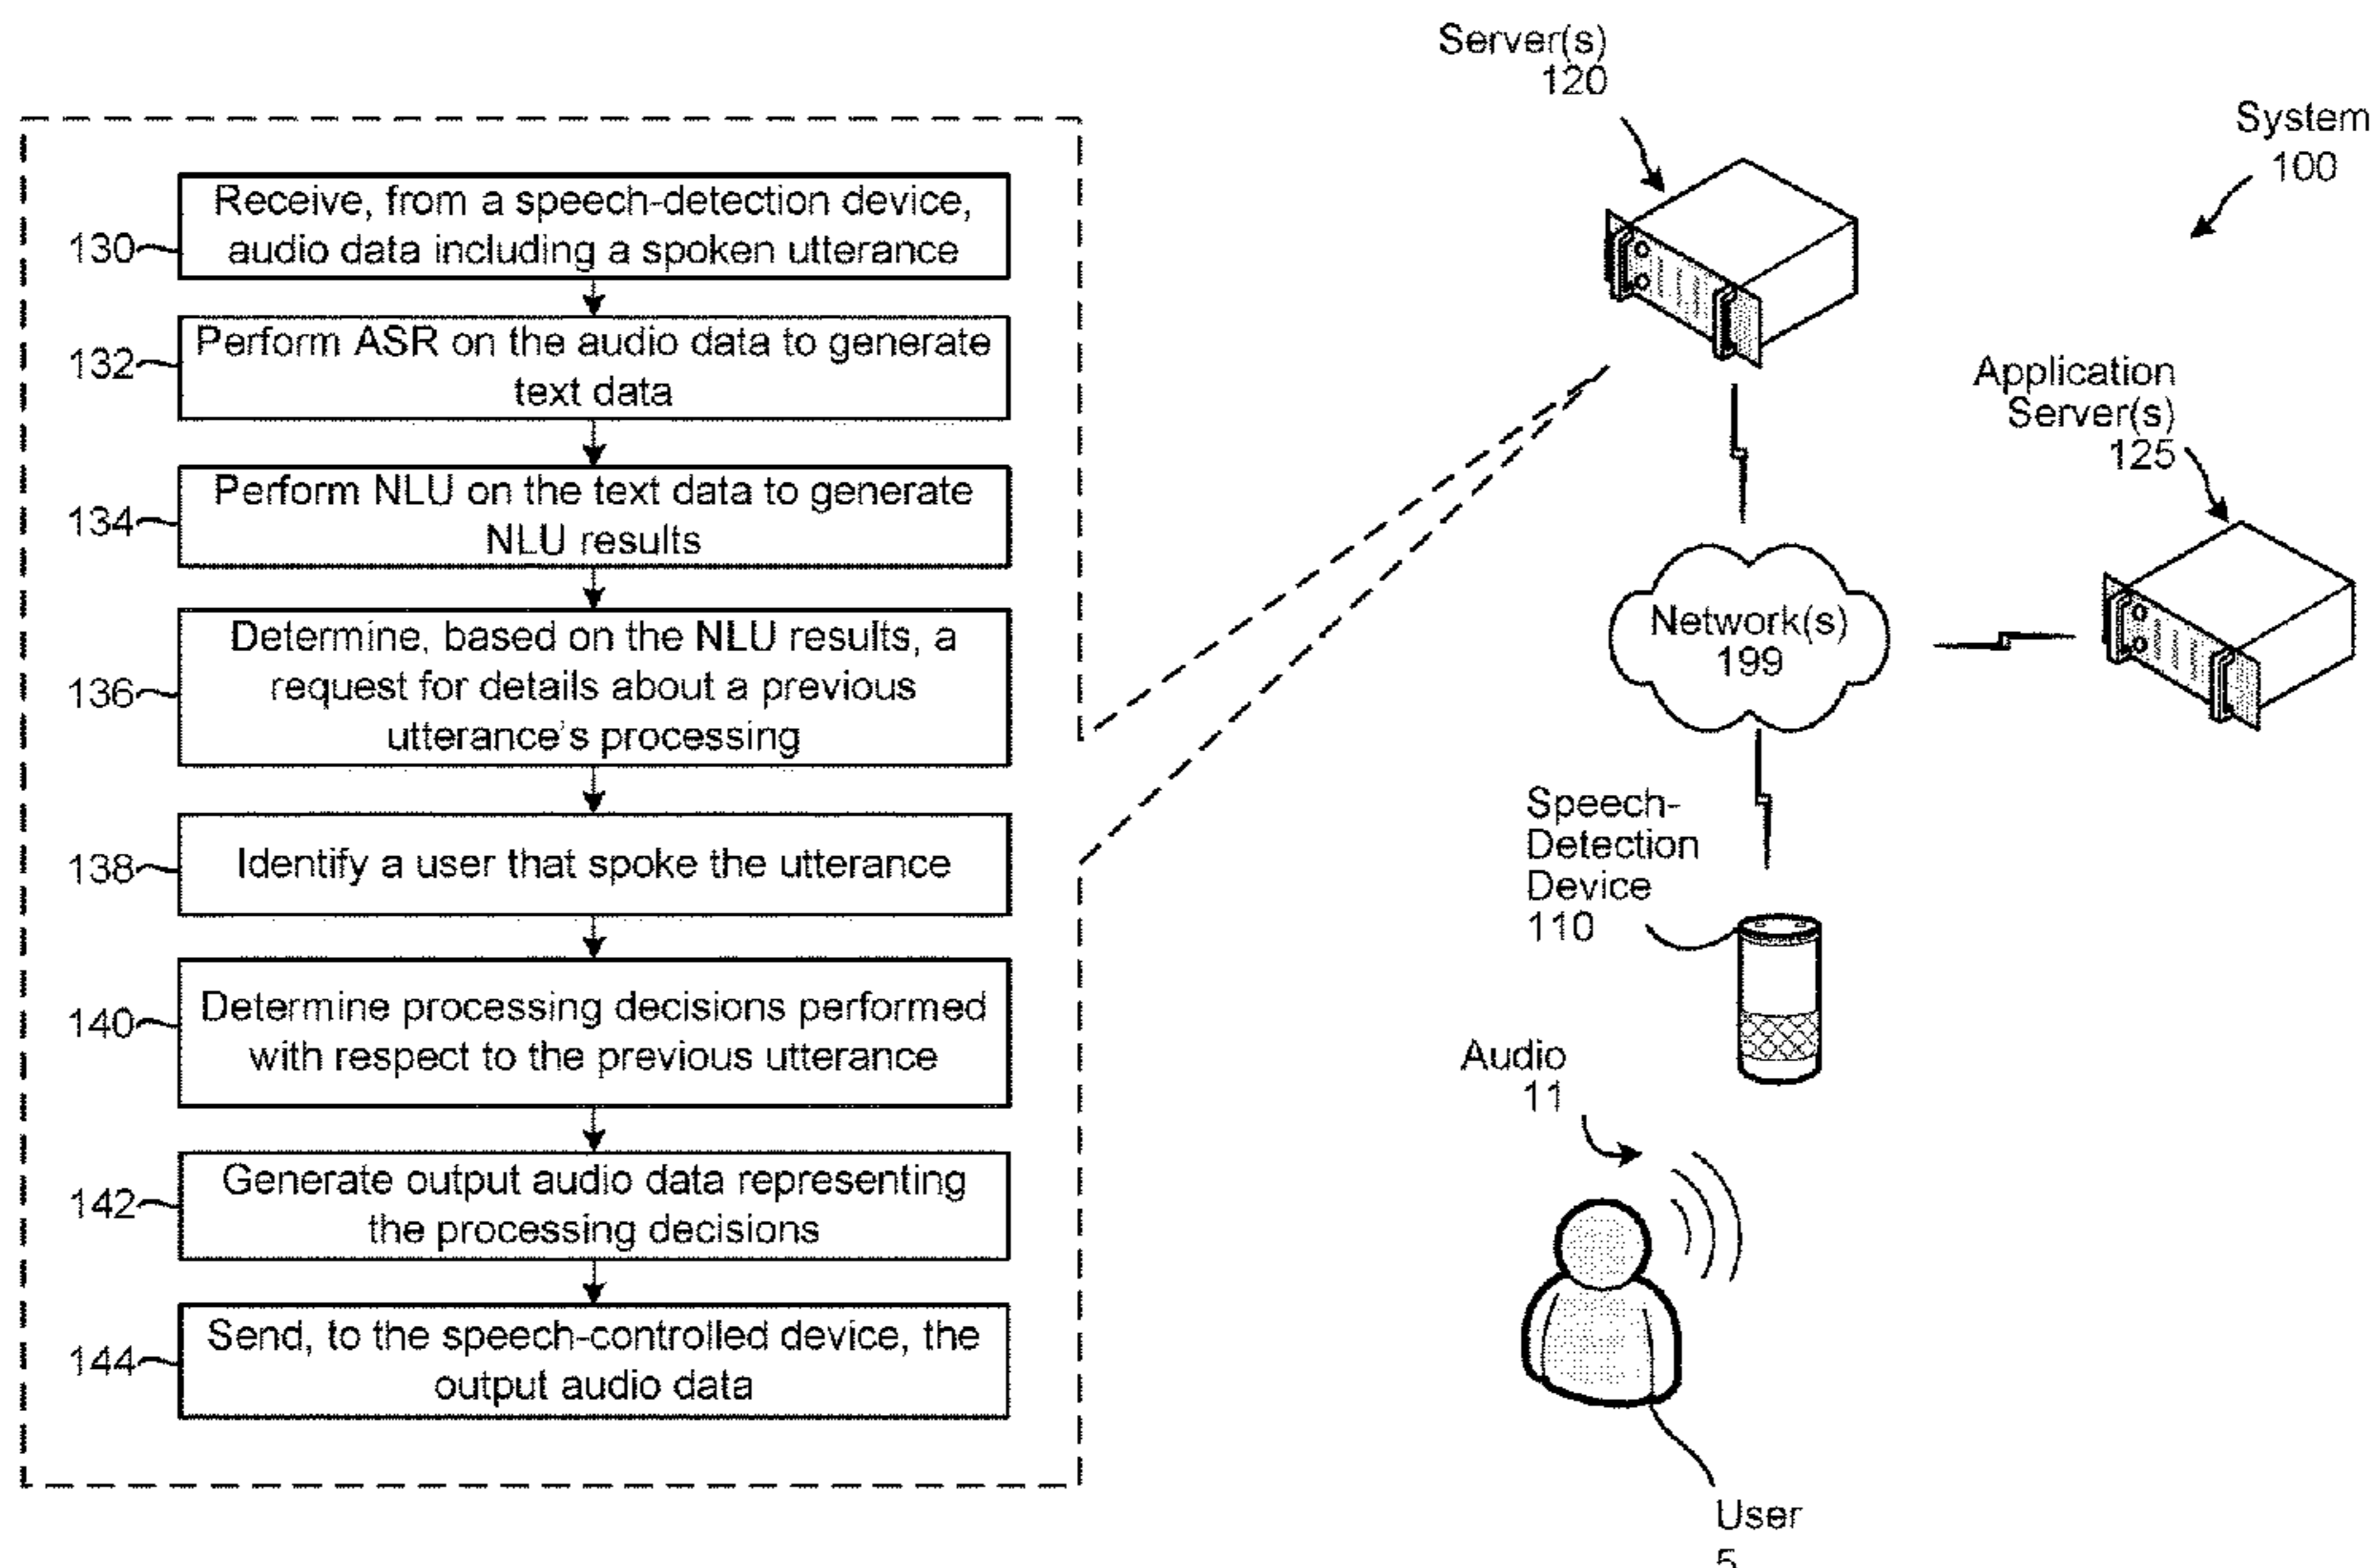 Receive, from a speech-detection device,
audio data including a spoken utterance
130
Perform ASR on the audio data to generate
text data
132
Perform NLU on the text data to generate
NLU results
134
Determine, based on the NLU results, a
request for details about a previous
utterance's processing
136
Identify a user that spoke the utterance
138
Determine processing decisions performed
with respect to the previous utterance
140
Generate output audio data representing
the processing decisions
142
Send, to the speech-controlled device, the
output audio data
144
Server(s)
120
System
100
Application
Server(s)
125
Network(s)
199
Speech-
Detection
Device
110
Audio
11
User
5